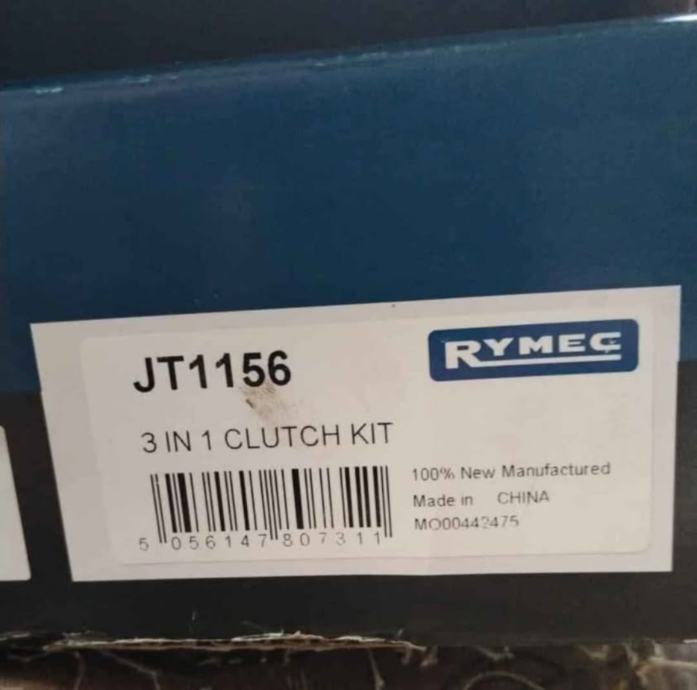 JT1156
RYMEC
3 IN 1 CLUTCH KIT
100% New Manufactured
Made in CHINA
MO00442475
5 056147 807311